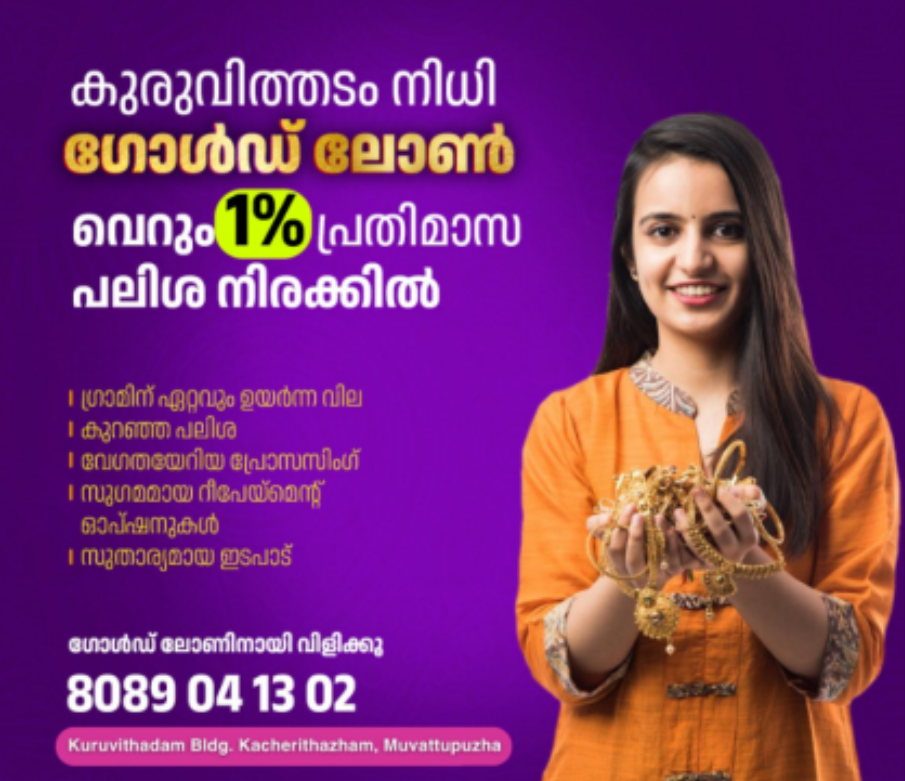 കുരുവിത്തടം നിധി
ഗോൾഡ് ലോൺ
വെറും 1% പ്രതിമാസ
പലിശ നിരക്കിൽ
ഗ്രാമിന് ഏറ്റവും ഉയർന്ന വില
കുറഞ്ഞ പലിശ
വേഗതയേറിയ പ്രോസസിംഗ്
സുഗമമായ റീപേയ്മെന്റ്
ഓപ്ഷനുകൾ
സുതാര്യമായ ഇടപാട്
ഗോൾഡ് ലോണിനായി വിളിക്കൂ
8089 04 13 02
Kuruvithadam Bldg. Kacherithazham, Muvattupuzha